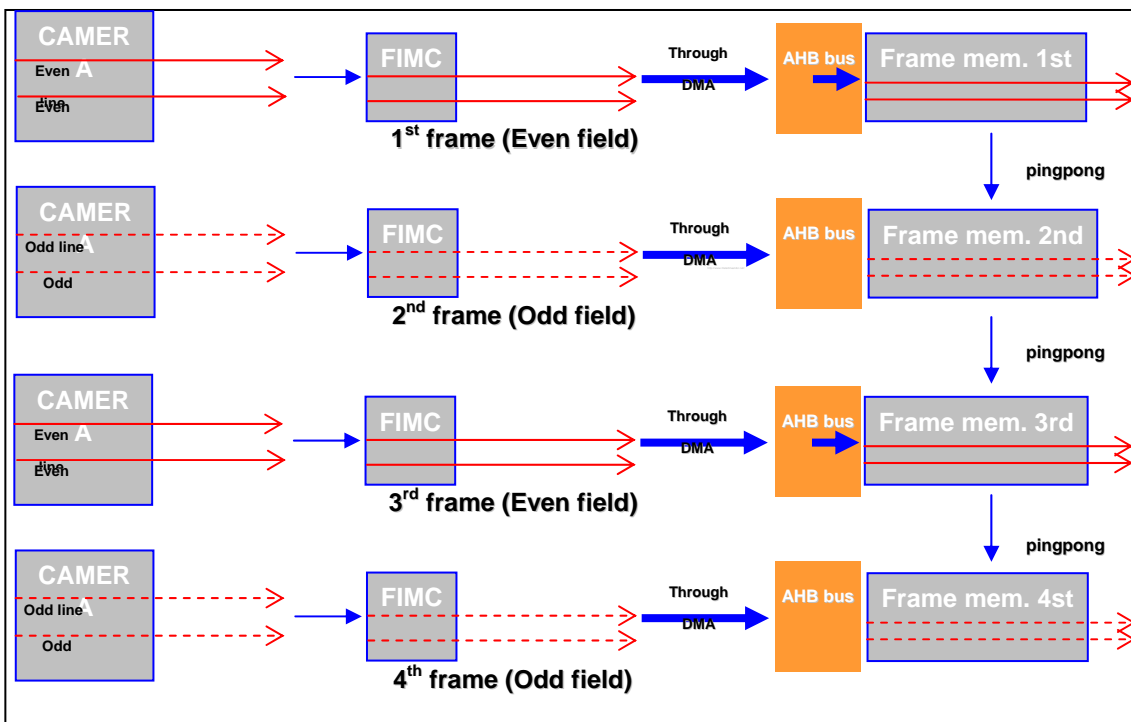 CAMER
A
Even
line
Even
FIMC
Through
DMA
AHB bus
Frame mem. 1st
1st frame (Even field)
pingpong
CAMER
A
Odd line
Odd
FIMC
Through
DMA
AHB bus
Frame mem. 2nd
2nd frame (Odd field)
pingpong
CAMER
A
Even
line
Even
FIMC
Through
DMA
AHB bus
Frame mem. 3rd
3rd frame (Even field)
pingpong
CAMER
A
Odd line
Odd
FIMC
Through
DMA
AHB bus
Frame mem. 4st
4th frame (Odd field)